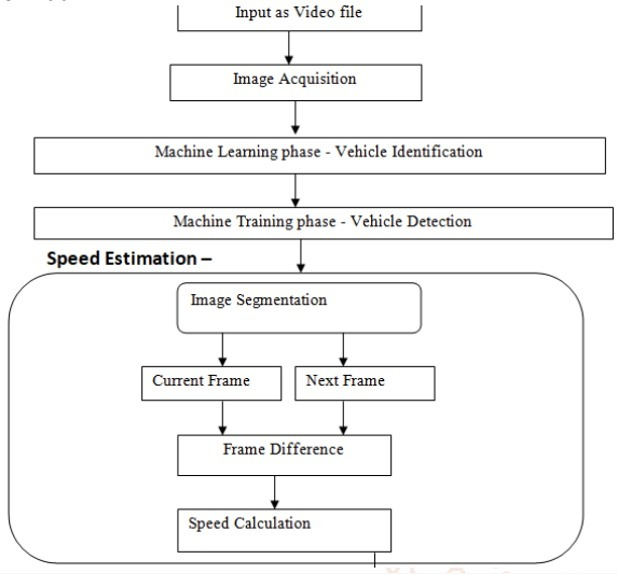 Input as Video file
Image Acquisition
Machine Learning phase - Vehicle Identification
Machine Training phase - Vehicle Detection
Speed Estimation –
Image Segmentation
Current Frame
Next Frame
Frame Difference
Speed Calculation